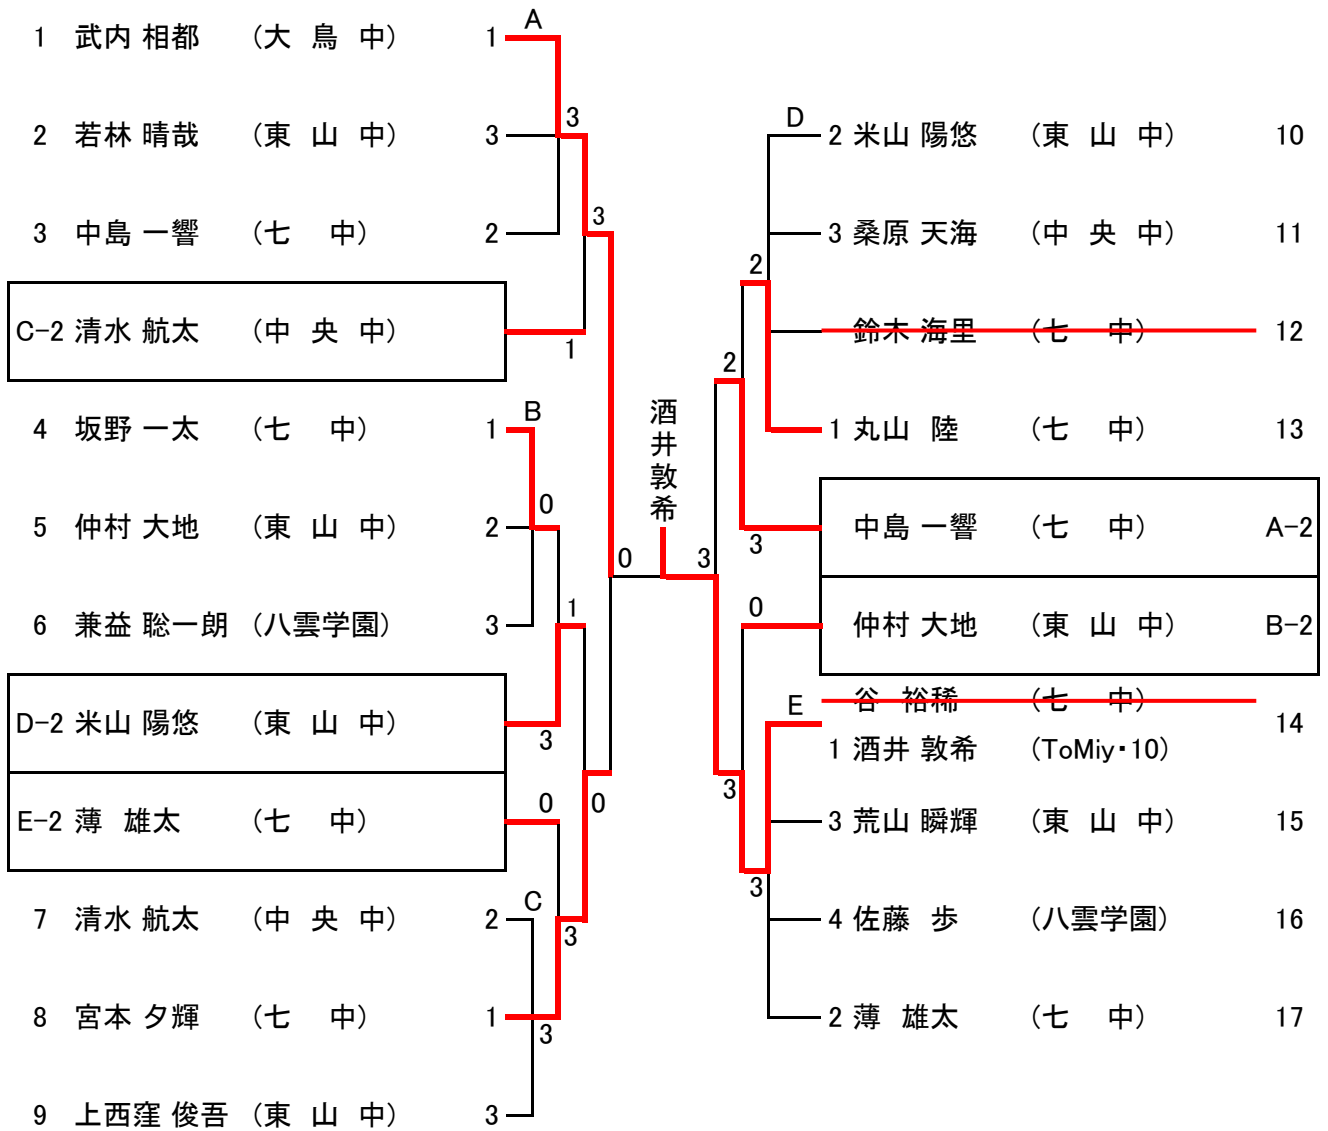 A
1 武内 相都 (大 鳥 中) 1
2 若林 晴哉 (東 山 中) 3
3
3 中島 一響 (七 中) 2
3
C-2 清水 航太 (中 央 中)
1
B
4 坂野 一太 (七 中) 1
0
5 仲村 大地 (東 山 中) 2
6 兼益 聡一朗 (八雲学園) 3
1
D-2 米山 陽悠 (東 山 中)
3
E-2 薄 雄太 (七 中)
0
0
C
7 清水 航太 (中 央 中) 2
3
8 宮本 夕輝 (七 中) 1
3
9 上西窪 俊吾 (東 山 中) 3
酒井敦希
0
3
D
2 米山 陽悠 (東 山 中) 10
3 桑原 天海 (中 央 中) 11
2
鈴木 海里 (七 中) 12
2
1 丸山 陸 (七 中) 13
中島 一響 (七 中) A-2
3
0
仲村 大地 (東 山 中) B-2
谷 裕稀 (七 中)
E
14
1 酒井 敦希 (ToMiy・10)
3
3 荒山 瞬輝 (東 山 中) 15
3
4 佐藤 歩 (八雲学園) 16
2 薄 雄太 (七 中) 17